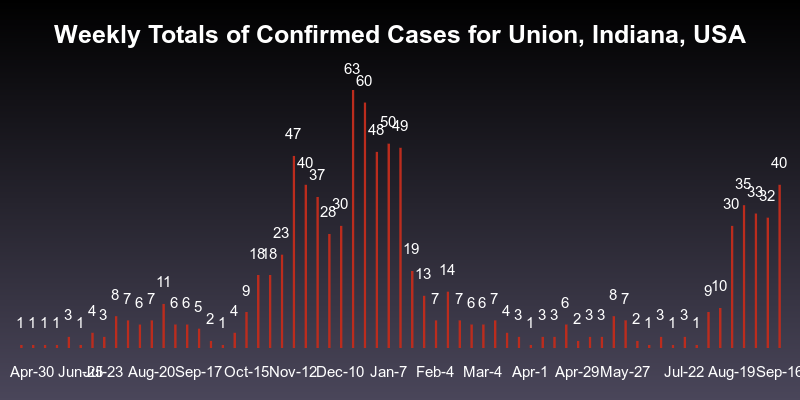 Weekly Totals of Confirmed Cases for Union, Indiana, USA
1 1 1 1 3 1 4 3 8 7 6 7 11 6 6 5 2 1 4 9 18 18 23 47 40 37 28 30 63 60 48 50 49 19 13 7 14 7 6 6 7 4 3 1 3 3 6 2 3 3 8 7 2 1 3 1 3 1 9 10 30 35 33 32 40
Apr-30 Jun-25 Jul-23 Aug-20 Sep-17 Oct-15 Nov-12 Dec-10 Jan-7 Feb-4 Mar-4 Apr-1 Apr-29 May-27 Jul-22 Aug-19 Sep-16